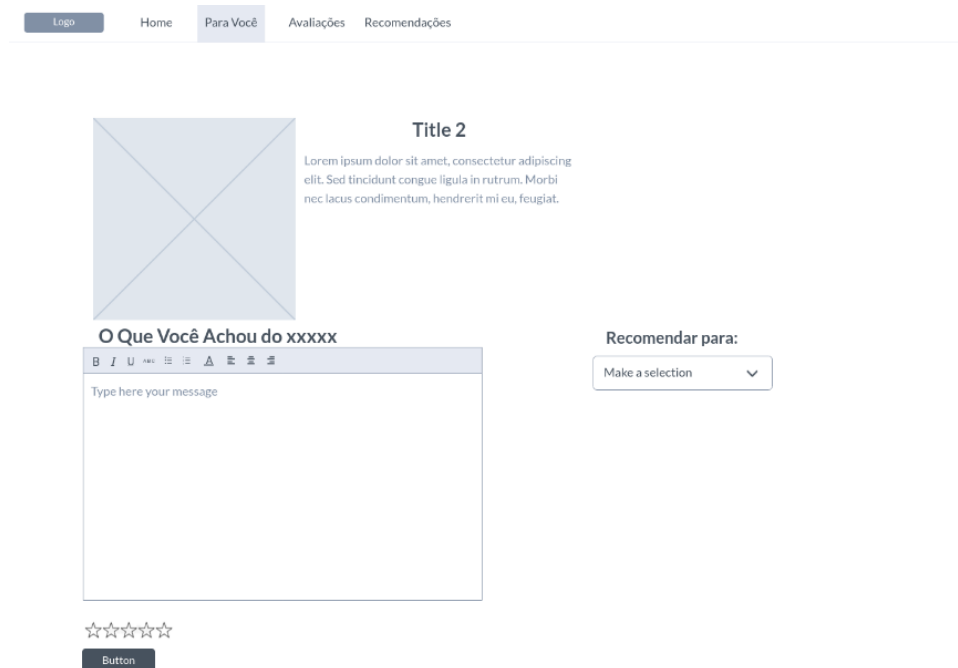 Logo
Home
Para Você
Avaliações
Recomendações
Title 2
Lorem ipsum dolor sit amet, consectetur adipiscing
elit. Sed tincidunt congue ligula in rutrum. Morbi
nec lacus condimentum, hendrerit mi eu, feugiat.
O Que Você Achou do xxxxx
Recomendar para:
B I U ABC A
Make a selection
Type here your message
Button